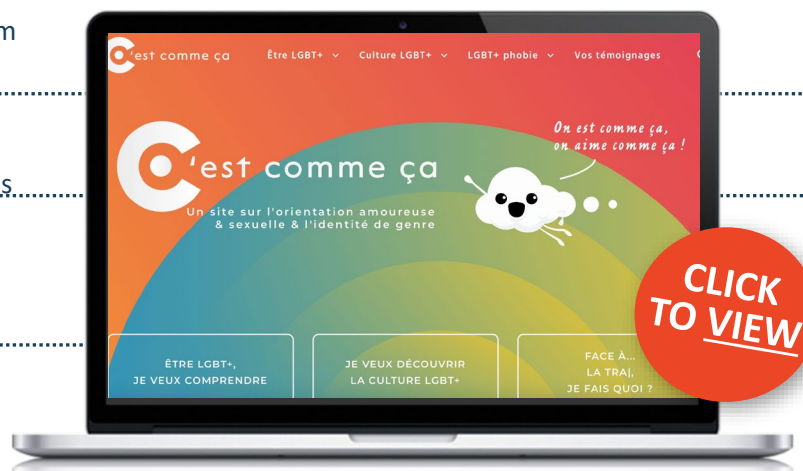 m
s
C'est comme ça
Être LGBT+
Culture LGBT+
LGBT+ phobie
Vos témoignages
On est comme ça,
on aime comme ça !
C'est comme ça
Un site sur l'orientation amoureuse
& sexuelle & l'identité de genre
CLICK
TO VIEW
ÊTRE LGBT+,
JE VEUX COMPRENDRE
JE VEUX DÉCOUVRIR
LA CULTURE LGBT+
FACE À...
LA TRA|,
JE FAIS QUOI ?